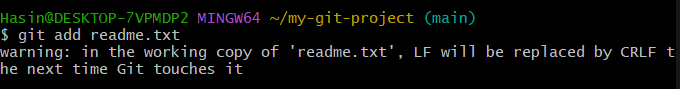 Hasin@DESKTOP-7VPMDP2 MINGW64 ~/my-git-project (main)
$ git add readme.txt
warning: in the working copy of 'readme.txt', LF will be replaced by CRLF t
he next time Git touches it